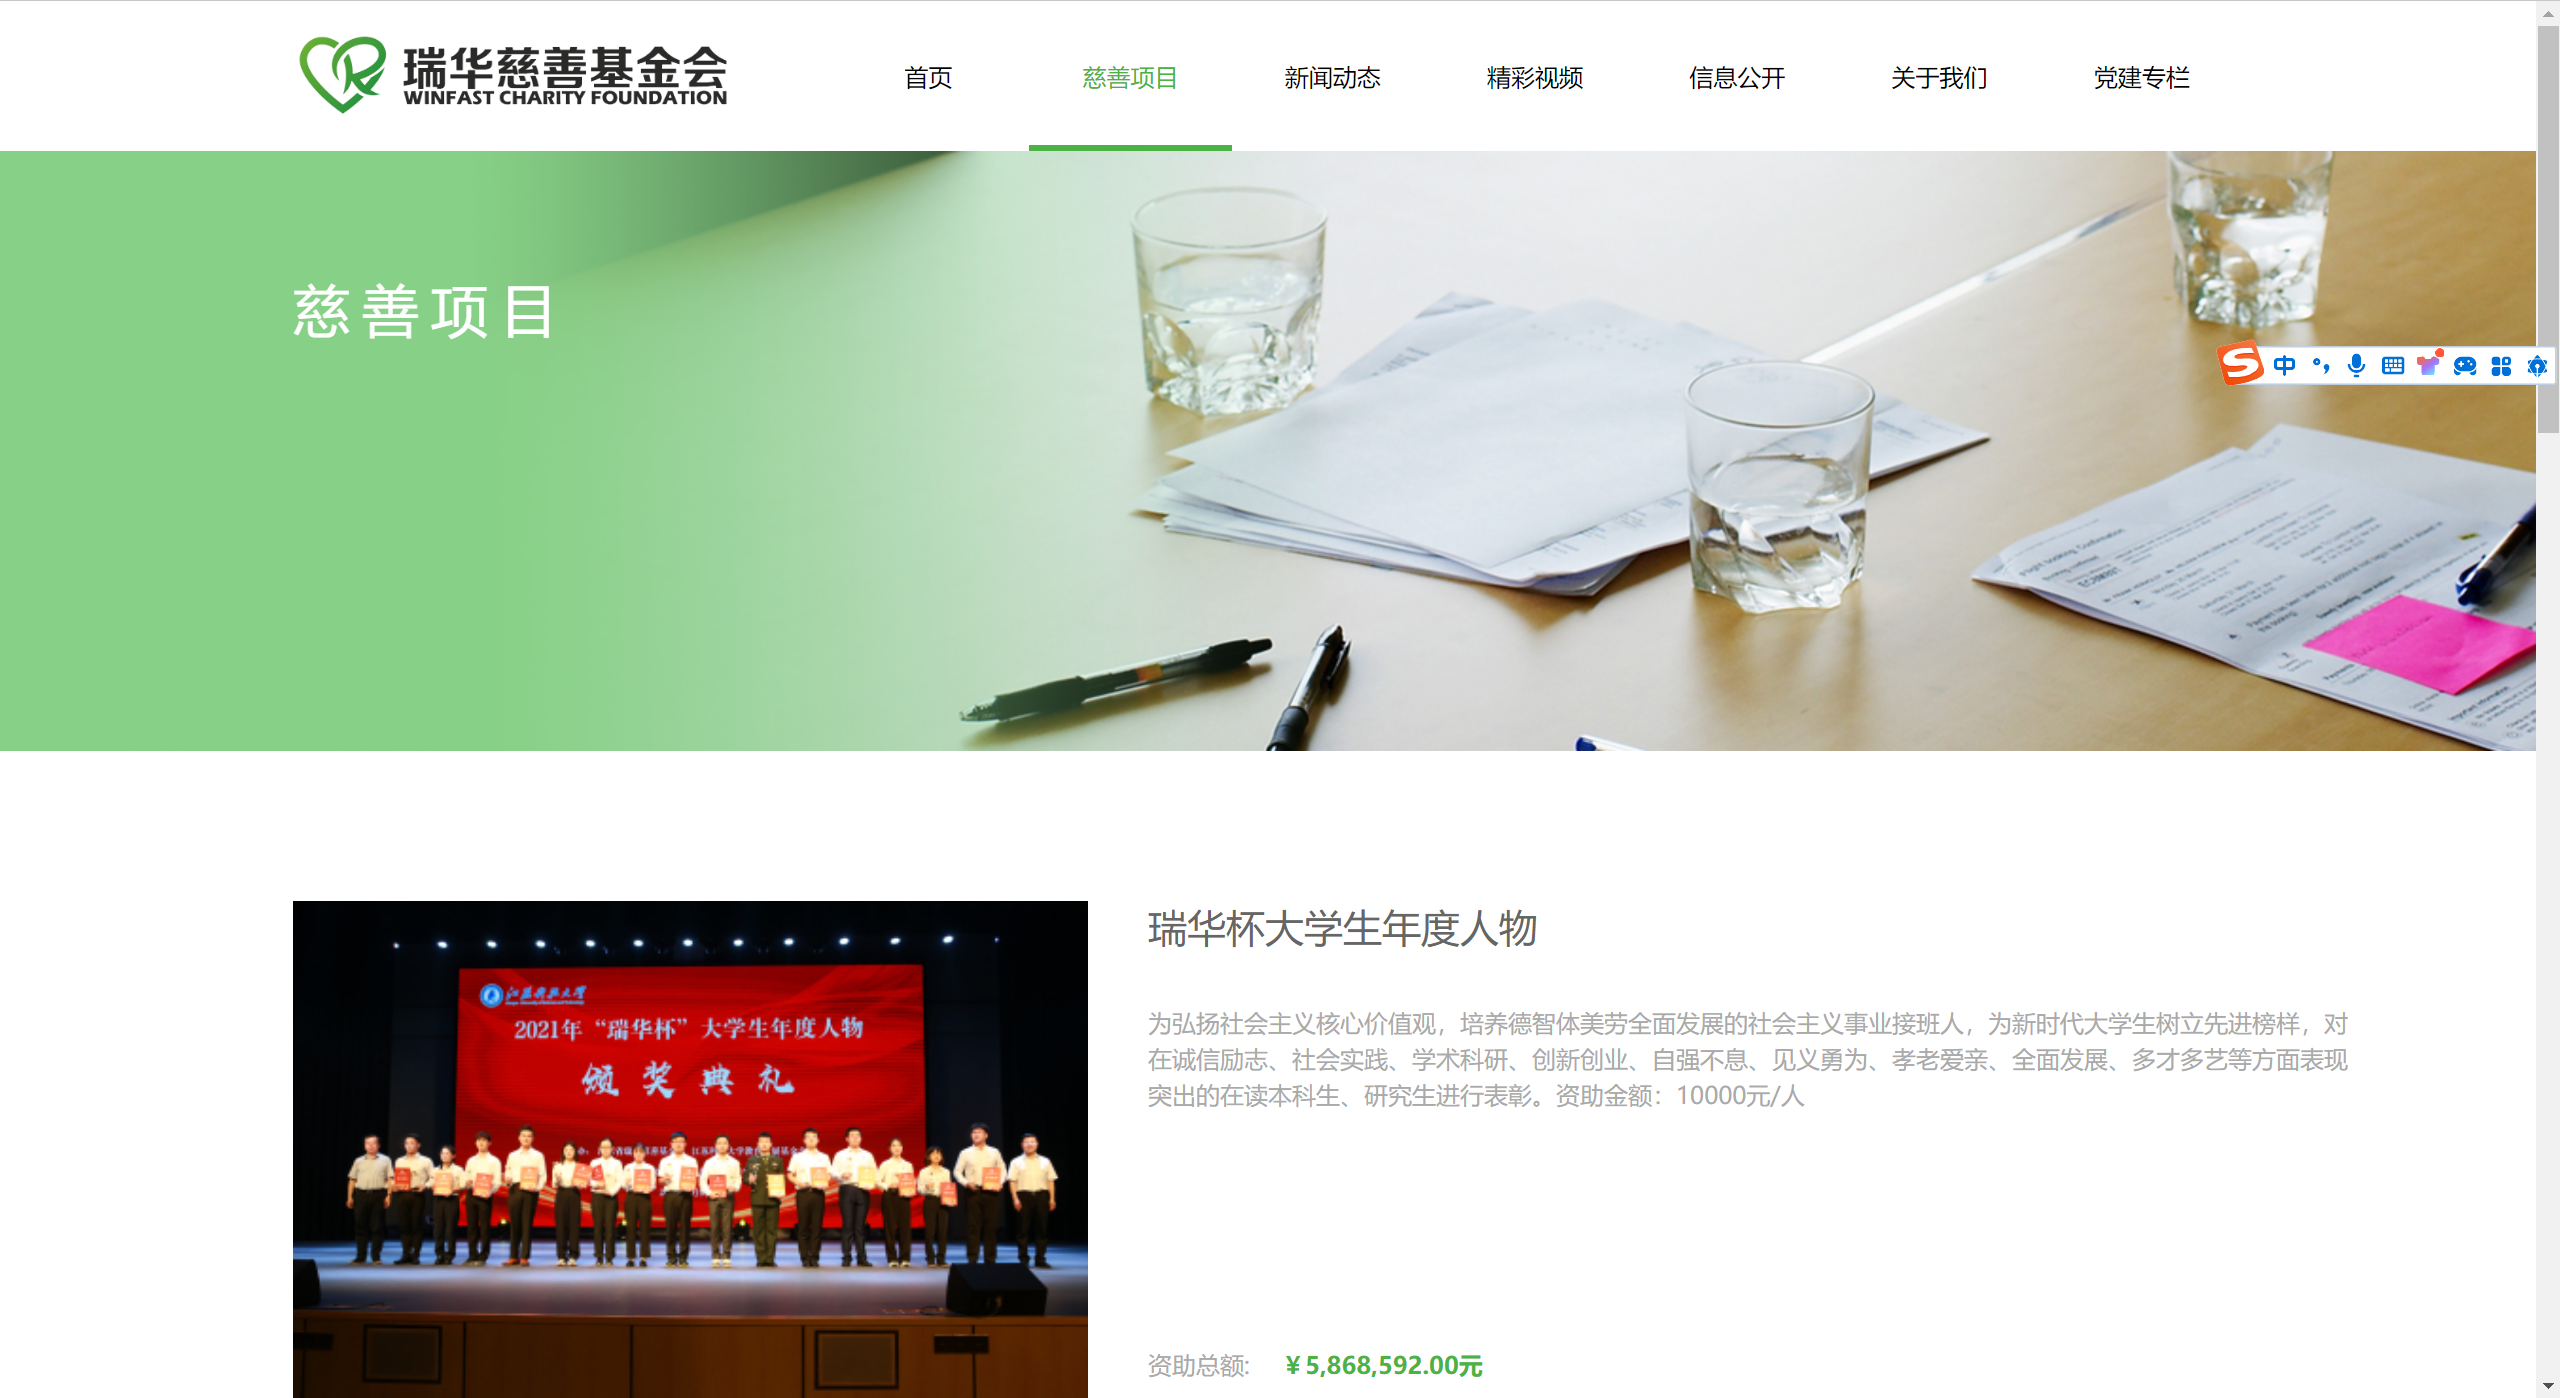 瑞华慈善基金会
WINFAST CHARITY FOUNDATION
首页
慈善项目
新闻动态
精彩视频
信息公开
关于我们
党建专栏
慈善项目
中
瑞华杯大学生年度人物
江苏科技大学
2021年“瑞华杯”大学生年度人物
颁奖典礼
为弘扬社会主义核心价值观，培养德智体美劳全面发展的社会主义事业接班人，为新时代大学生树立先进榜样，对
在诚信励志、社会实践、学术科研、创新创业、自强不息、见义勇为、孝老爱亲、全面发展、多才多艺等方面表现
突出的在读本科生、研究生进行表彰。资助金额：10000元/人
资助总额:
¥ 5,868,592.00元